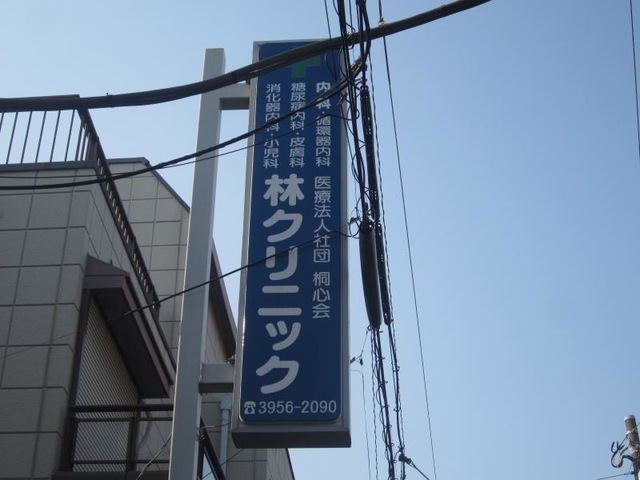 内科・循環器内科
糖尿病内科・皮膚科
消化器内科・小児科
医療法人社団 桐心会
林クリニック
☎3956-2090